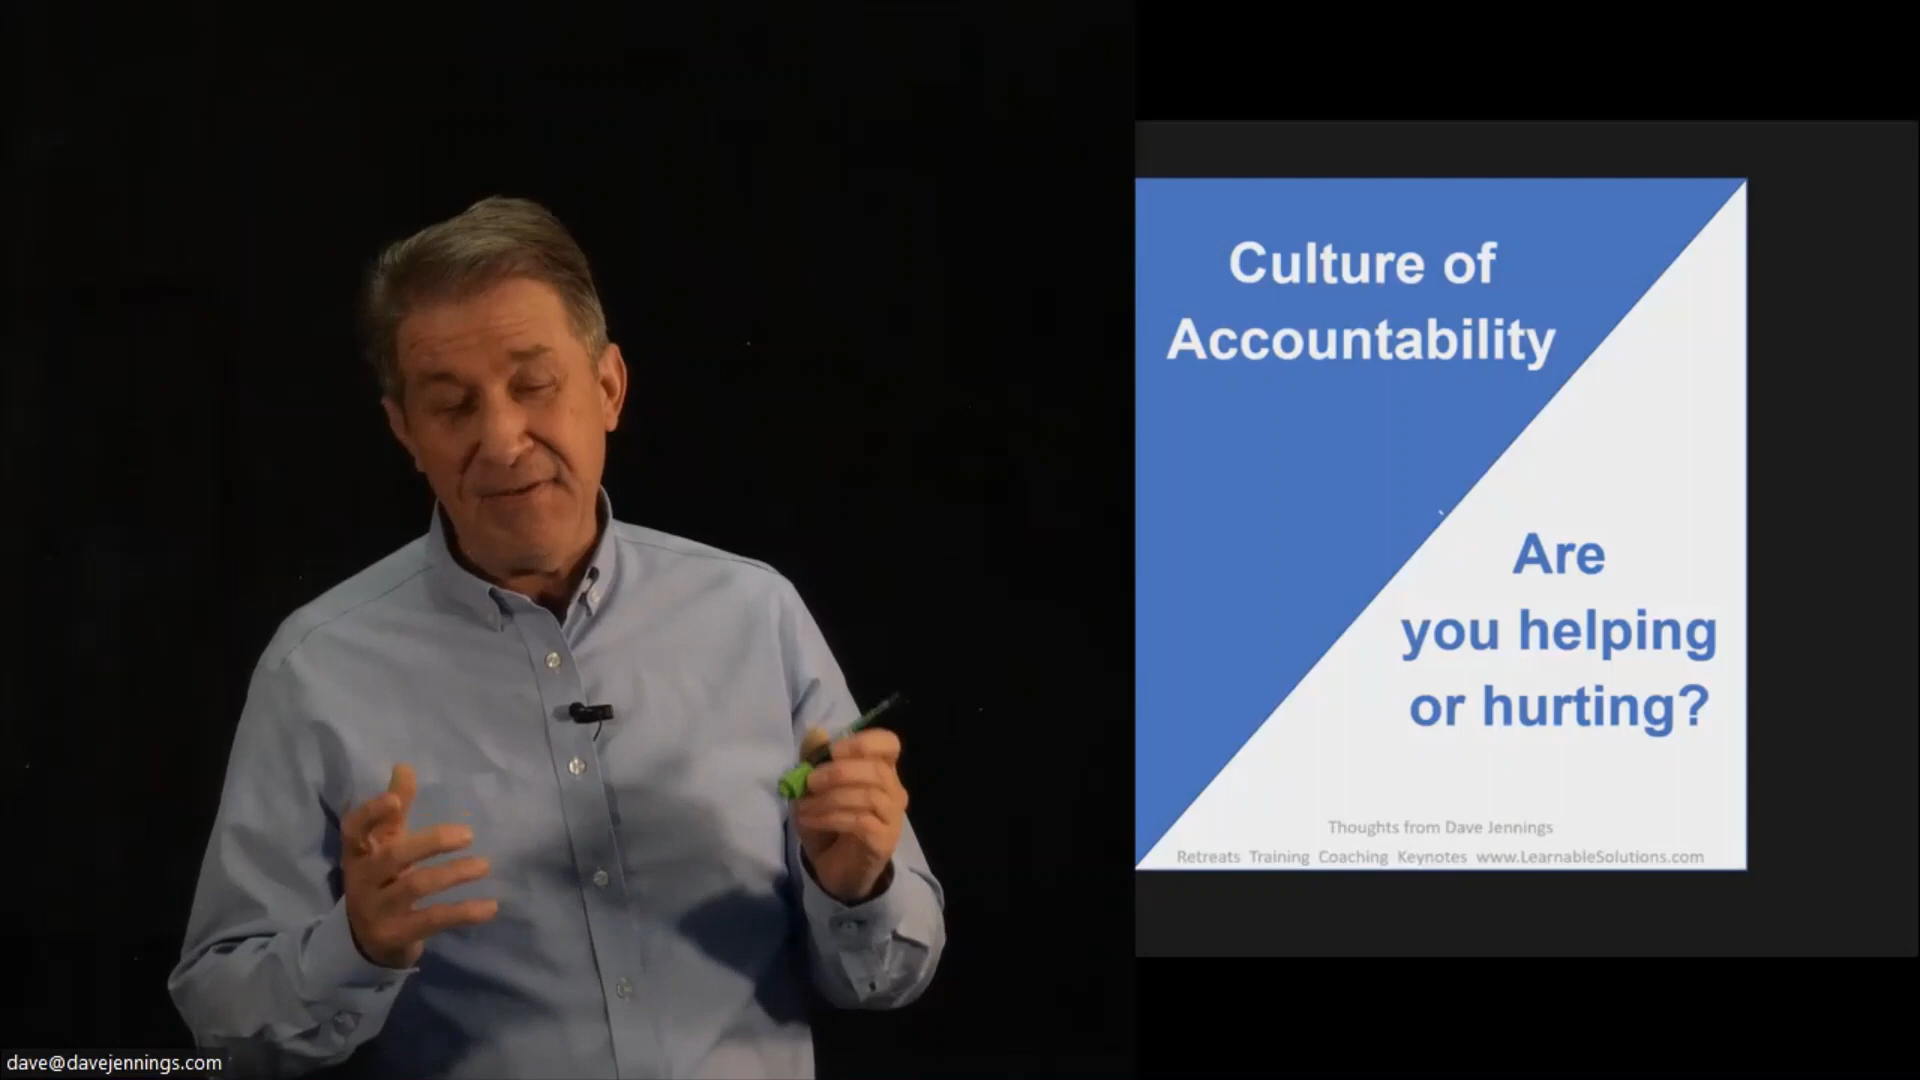 Culture of
Accountability
Are
you helping
or hurting?
Thoughts from Dave Jennings
Retreats Training Coaching Keynotes www.LearnableSolutions.com
dave@davejennings.com